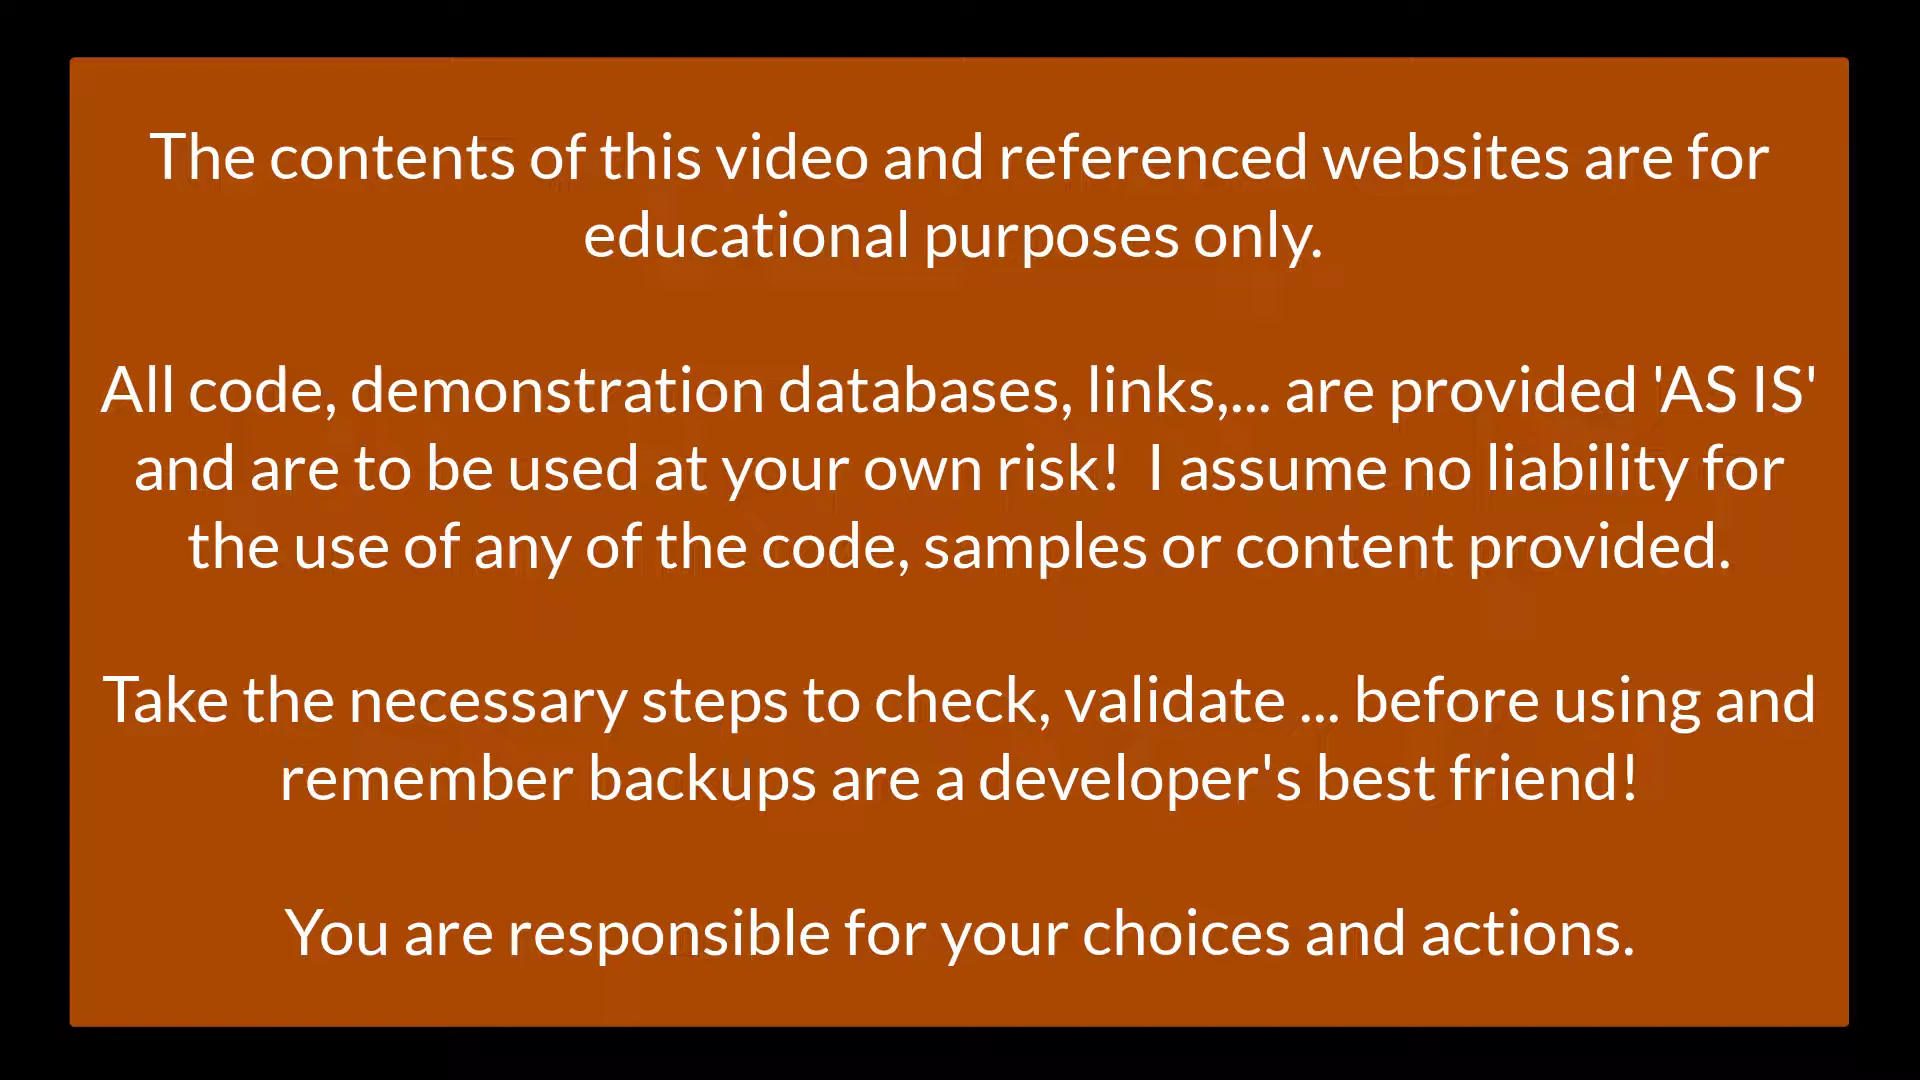 The contents of this video and referenced websites are for
educational purposes only.
All code, demonstration databases, links,... are provided 'AS IS'
and are to be used at your own risk!  I assume no liability for
the use of any of the code, samples or content provided.
Take the necessary steps to check, validate ... before using and
remember backups are a developer's best friend!
You are responsible for your choices and actions.